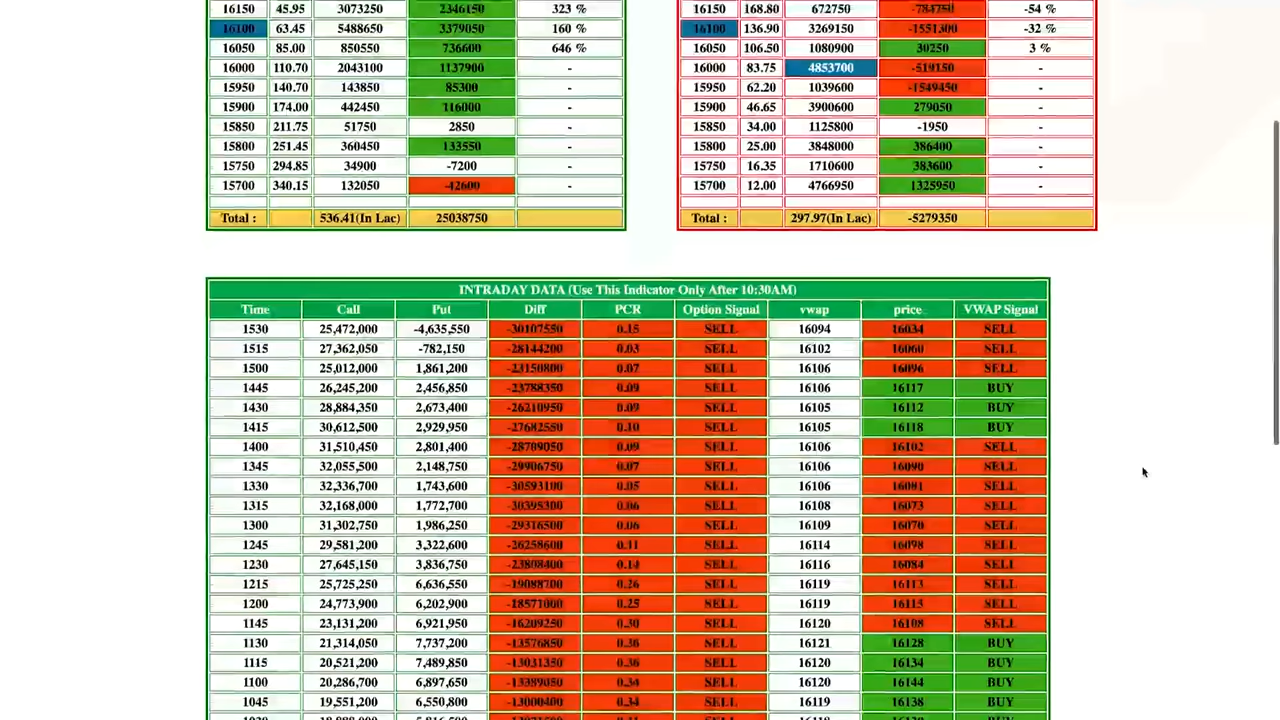 16150 45.95 3073250 2346150 323 %
16100 63.45 5488650 3379050 160 %
16050 85.00 850550 736600 646 %
16000 110.70 2043100 1137900 -
15950 140.70 143850 85300 -
15900 174.00 442450 116000 -
15850 211.75 51750 2850 -
15800 251.45 360450 133550 -
15750 294.85 34900 -7200 -
15700 340.15 132050 -42600 -
Total : 536.41(In Lac) 25038750
16150 168.80 672750 -784750 -54 %
16100 136.90 3269150 -1551300 -32 %
16050 106.50 1080900 30250 3 %
16000 83.75 4853700 -519150 -
15950 62.20 1039600 -1549450 -
15900 46.65 3900600 279050 -
15850 34.00 1125800 -1950 -
15800 25.00 3848000 386400 -
15750 16.35 1710600 383600 -
15700 12.00 4766950 1325950 -
Total : 297.97(In Lac) -5279350
INTRADAY DATA (Use This Indicator Only After 10:30AM)
Time Call Put Diff PCR Option Signal vwap price VWAP Signal
1530 25,472,000 -4,635,550 -30107550 0.15 SELL 16094 16034 SELL
1515 27,362,050 -782,150 -28144200 0.03 SELL 16102 16060 SELL
1500 25,012,000 1,861,200 -23150800 0.07 SELL 16106 16096 SELL
1445 26,245,200 2,456,850 -23788350 0.09 SELL 16106 16117 BUY
1430 28,884,350 2,673,400 -26210950 0.09 SELL 16105 16112 BUY
1415 30,612,500 2,929,950 -27682550 0.10 SELL 16105 16118 BUY
1400 31,510,450 2,801,400 -28709050 0.09 SELL 16106 16102 SELL
1345 32,055,500 2,148,750 -29906750 0.07 SELL 16106 16090 SELL
1330 32,336,700 1,743,600 -30593100 0.05 SELL 16106 16081 SELL
1315 32,168,000 1,772,700 -30395300 0.06 SELL 16108 16073 SELL
1300 31,302,750 1,986,250 -29316500 0.06 SELL 16109 16070 SELL
1245 29,581,200 3,322,600 -26258600 0.11 SELL 16114 16098 SELL
1230 27,645,150 3,836,750 -23808400 0.14 SELL 16116 16084 SELL
1215 25,725,250 6,636,550 -19088700 0.26 SELL 16119 16113 SELL
1200 24,773,900 6,202,900 -18571000 0.25 SELL 16119 16115 SELL
1145 23,131,200 6,921,950 -16209250 0.30 SELL 16120 16108 SELL
1130 21,314,050 7,737,200 -13576850 0.36 SELL 16121 16128 BUY
1115 20,521,200 7,489,850 -13031350 0.36 SELL 16120 16134 BUY
1100 20,286,700 6,897,650 -13389050 0.34 SELL 16120 16144 BUY
1045 19,551,200 6,550,800 -13000400 0.34 SELL 16119 16138 BUY